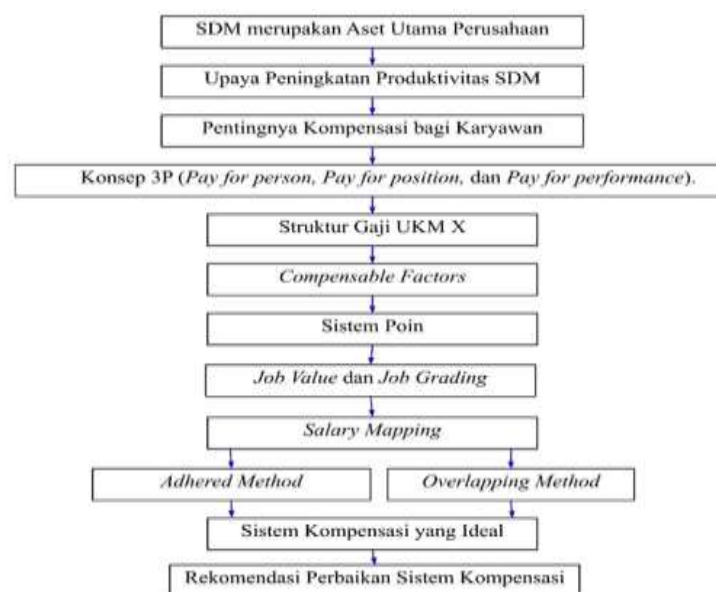 SDM merupakan Aset Utama Perusahaan
Upaya Peningkatan Produktivitas SDM
Pentingnya Kompensasi bagi Karyawan
Konsep 3P (Pay for person, Pay for position, dan Pay for performance).
Struktur Gaji UKM X
Compensable Factors
Sistem Poin
Job Value dan Job Grading
Salary Mapping
Adhered Method
Overlapping Method
Sistem Kompensasi yang Ideal
Rekomendasi Perbaikan Sistem Kompensasi